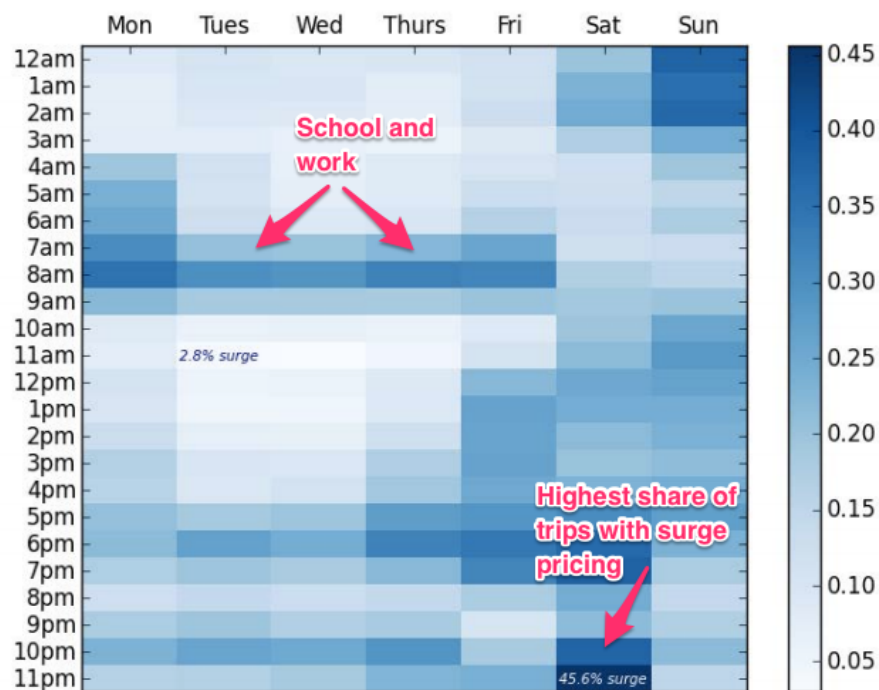 Mon Tues Wed Thurs Fri Sat Sun
12am
1am
2am
3am
4am
5am
6am
7am
8am
9am
10am
11am
12pm
1pm
2pm
3pm
4pm
5pm
6pm
7pm
8pm
9pm
10pm
11pm
School and
work
2.8% surge
Highest share of
trips with surge
pricing
45.6% surge
0.45
0.40
0.35
0.30
0.25
0.20
0.15
0.10
0.05